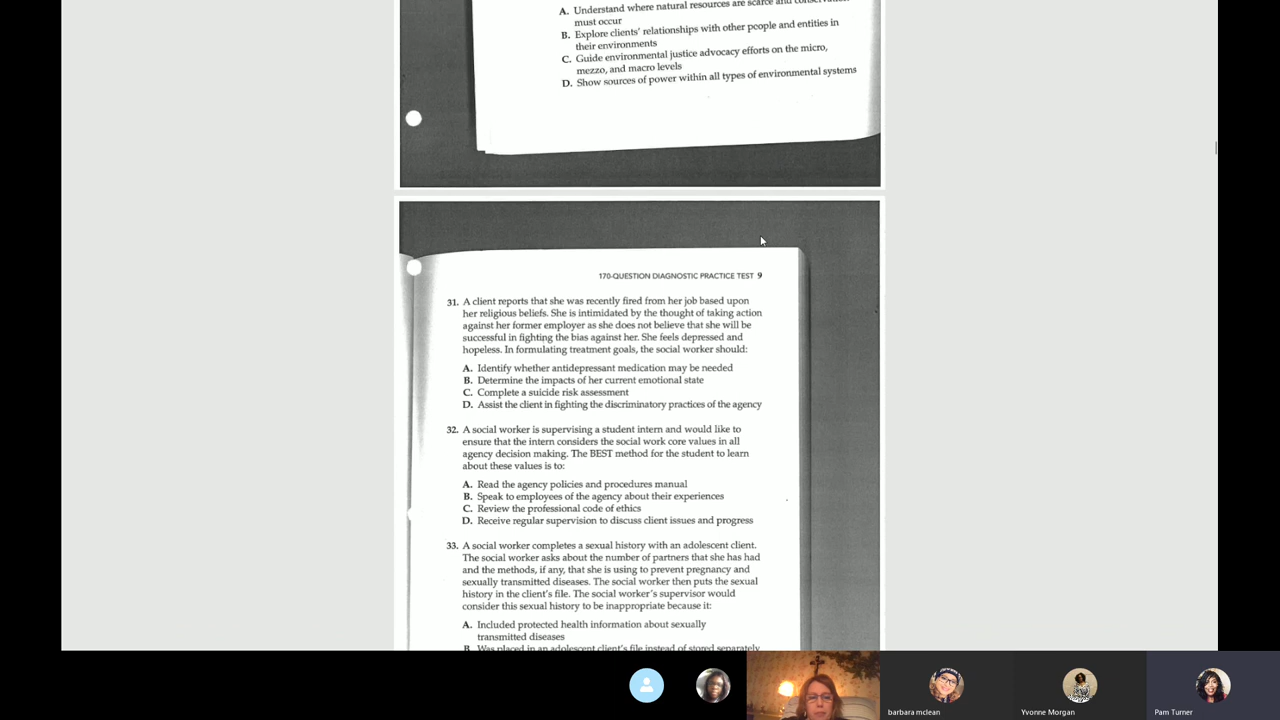 A. Understand where natural resources are scarce and
must occur
B. Explore clients' relationships with other people and entities in
their environments
C. Guide environmental justice advocacy efforts on the micro,
mezzo, and macro levels
D. Show sources of power within all types of environmental systems
170-QUESTION DIAGNOSTIC PRACTICE TEST 9
31. A client reports that she was recently fired from her job based upon
her religious beliefs. She is intimidated by the thought of taking action
against her former employer as she does not believe that she will be
successful in fighting the bias against her. She feels depressed and
hopeless. In formulating treatment goals, the social worker should:
A. Identify whether antidepressant medication may be needed
B. Determine the impacts of her current emotional state
C. Complete a suicide risk assessment
D. Assist the client in fighting the discriminatory practices of the agency
32. A social worker is supervising a student intern and would like to
ensure that the intern considers the social work core values in all
agency decision making. The BEST method for the student to learn
about these values is to:
A. Read the agency policies and procedures manual
B. Speak to employees of the agency about their experiences
C. Review the professional code of ethics
D. Receive regular supervision to discuss client issues and progress
33. A social worker completes a sexual history with an adolescent client.
The social worker asks about the number of partners that she has had
and the methods, if any, that she is using to prevent pregnancy and
sexually transmitted diseases. The social worker then puts the sexual
history in the client's file. The social worker's supervisor would
consider this sexual history to be inappropriate because it:
A. Included protected health information about sexually
transmitted diseases
B. Was placed in an adolescent client's file instead of stored separately
barbara mclean
Yvonne Morgan
Pam Turner